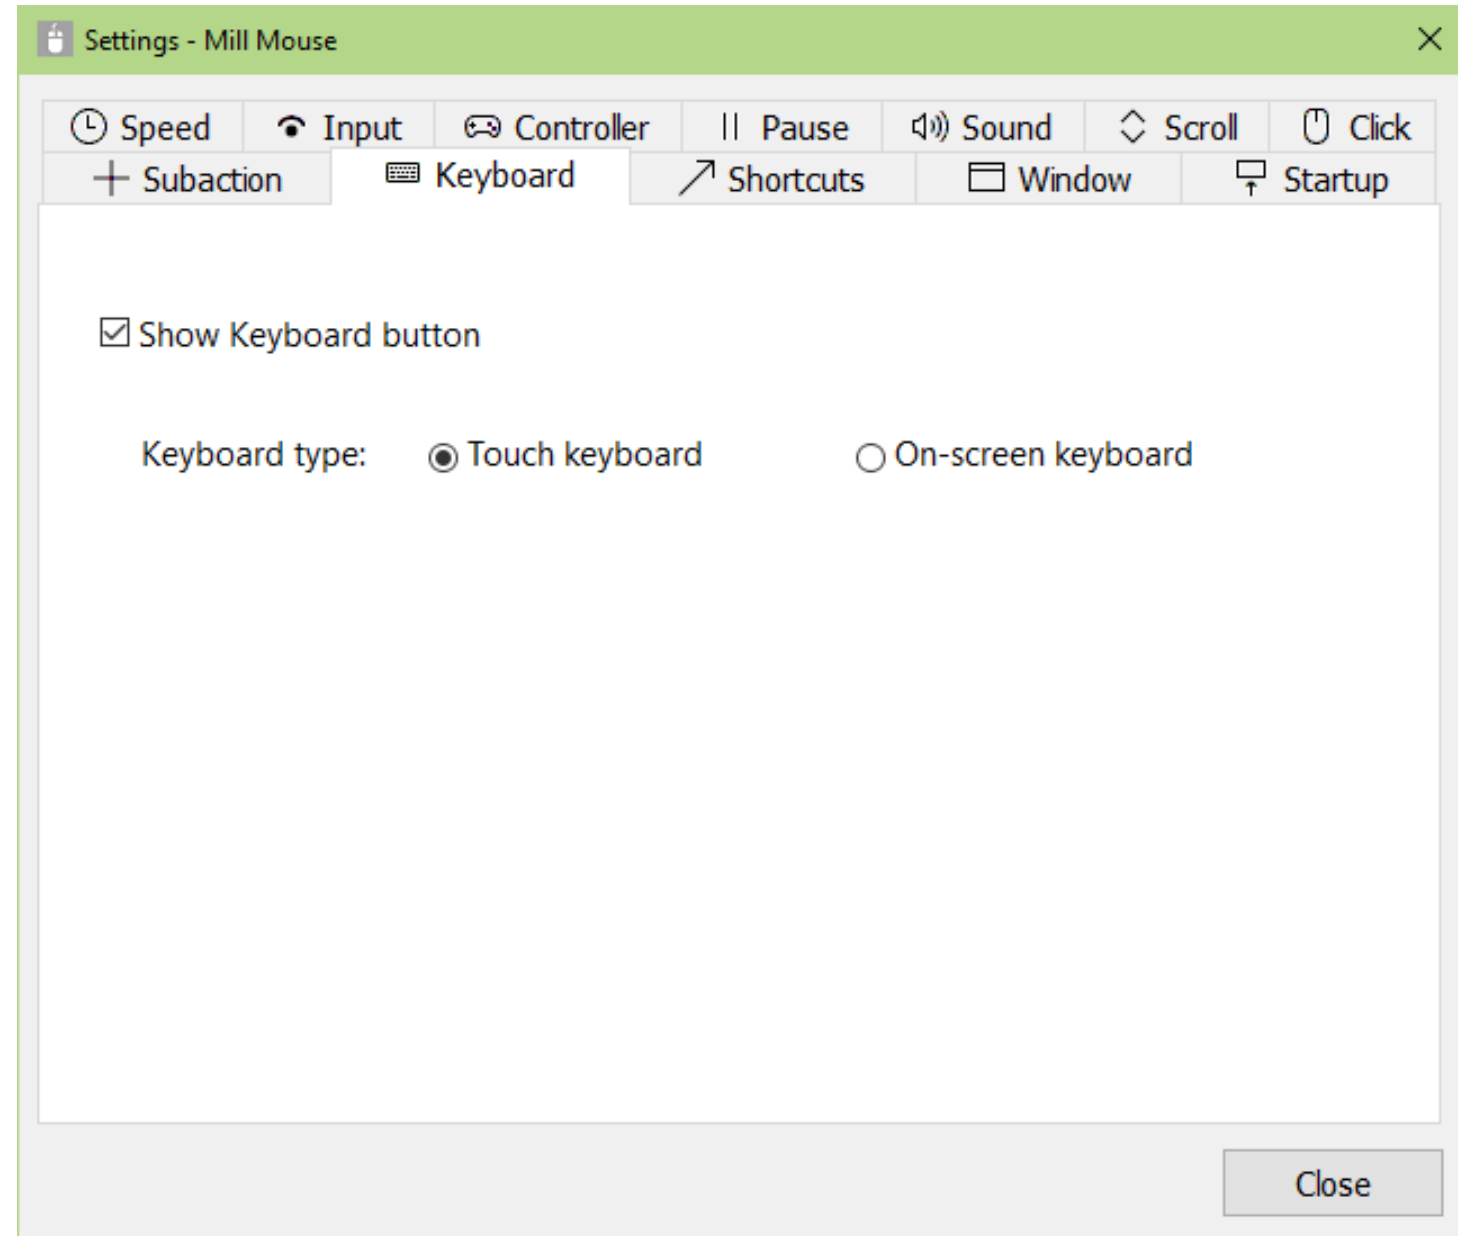 Settings - Mill Mouse
Speed Input Controller Pause Sound Scroll Click
Subaction Keyboard Shortcuts Window Startup
Show Keyboard button
Keyboard type: Touch keyboard On-screen keyboard
Close